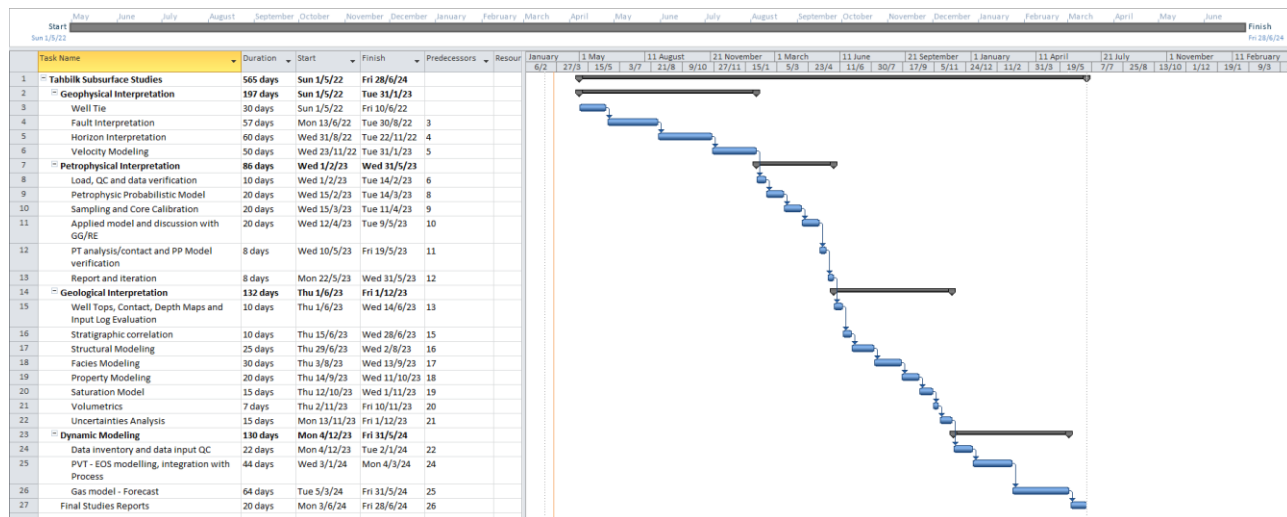 May June July August September October November December January February March April May June July August September October November December January February March April May June
Start Finish
Sun 1/5/22 Fri 28/6/24
Task Name Duration Start Finish Predecessors Resour
January 1 May 11 August 21 November 1 March 11 June 21 September 1 January 11 April 21 July 1 November 11 February
6/2 27/3 15/5 3/7 21/8 9/10 27/11 15/1 5/3 23/4 11/6 30/7 17/9 5/11 24/12 11/2 31/3 19/5 7/7 25/8 13/10 1/12 19/1 9/3
1 Tahbilk Subsurface Studies 565 days Sun 1/5/22 Fri 28/6/24
2 Geophysical Interpretation 197 days Sun 1/5/22 Tue 31/1/23
3 Well Tie 30 days Sun 1/5/22 Fri 10/6/22
4 Fault Interpretation 57 days Mon 13/6/22 Tue 30/8/22 3
5 Horizon Interpretation 60 days Wed 31/8/22 Tue 22/11/22 4
6 Velocity Modeling 50 days Wed 23/11/22 Tue 31/1/23 5
7 Petrophysical Interpretation 86 days Wed 1/2/23 Wed 31/5/23
8 Load, QC and data verification 10 days Wed 1/2/23 Tue 14/2/23 6
9 Petrophysic Probabilistic Model 20 days Wed 15/2/23 Tue 14/3/23 8
10 Sampling and Core Calibration 20 days Wed 15/3/23 Tue 11/4/23 9
11 Applied model and discussion with 20 days Wed 12/4/23 Tue 9/5/23 10
GG/RE
12 PT analysis/contact and PP Model 8 days Wed 10/5/23 Fri 19/5/23 11
verification
13 Report and iteration 8 days Mon 22/5/23 Wed 31/5/23 12
14 Geological Interpretation 132 days Thu 1/6/23 Fri 1/12/23
15 Well Tops, Contact, Depth Maps and 10 days Thu 1/6/23 Wed 14/6/23 13
Input Log Evaluation
16 Stratigraphic correlation 10 days Thu 15/6/23 Wed 28/6/23 15
17 Structural Modeling 25 days Thu 29/6/23 Wed 2/8/23 16
18 Facies Modeling 30 days Thu 3/8/23 Wed 13/9/23 17
19 Property Modeling 20 days Thu 14/9/23 Wed 11/10/23 18
20 Saturation Model 15 days Thu 12/10/23 Wed 1/11/23 19
21 Volumetrics 7 days Thu 2/11/23 Fri 10/11/23 20
22 Uncertainties Analysis 15 days Mon 13/11/23 Fri 1/12/23 21
23 Dynamic Modeling 130 days Mon 4/12/23 Fri 31/5/24
24 Data inventory and data input QC 22 days Mon 4/12/23 Tue 2/1/24 22
25 PVT - EOS modelling, integration with 44 days Wed 3/1/24 Mon 4/3/24 24
Process
26 Gas model - Forecast 64 days Tue 5/3/24 Fri 31/5/24 25
27 Final Studies Reports 20 days Mon 3/6/24 Fri 28/6/24 26